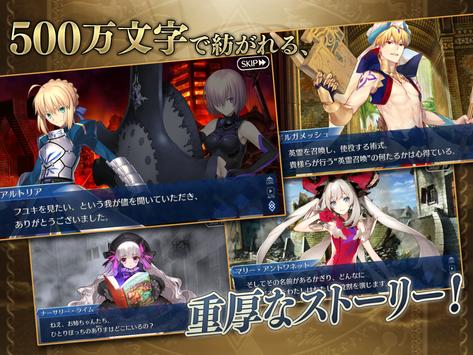 500万文字で紡がれる、
SKIP
アルトリア
フユキを見たい、という我が儘を聞いていただき、
ありがとうございました。
ルガメッシュ
英霊を召喚し、使役する術式。
貴様らが行う“英霊召喚”の何たるかは心得ている。
ナーサリー・ライム
ねえ、お姉ちゃんたち、
ひとりぼっちのありすはどこにいるの?
マリー・アントワネット
そしてその名前があるかぎり、どんなに
割を演じます。
重厚なストーリー!